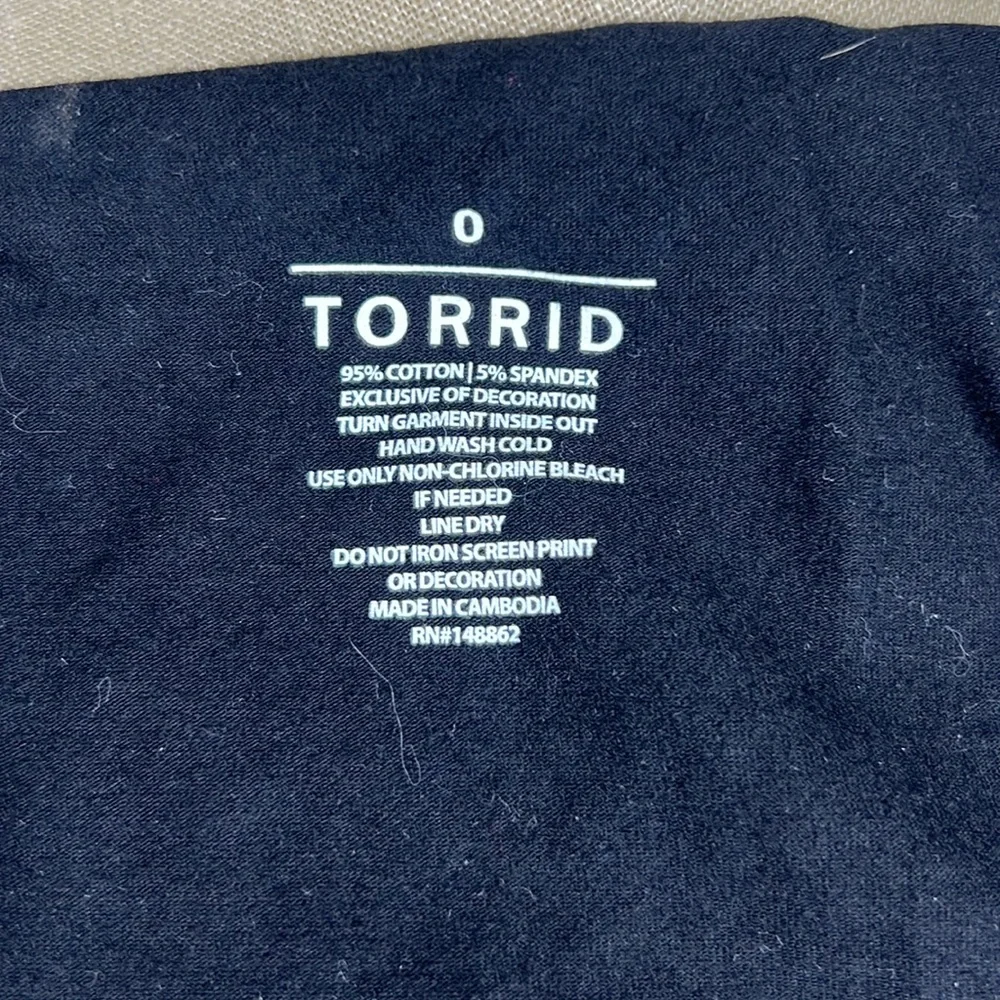 0
TORRID
95% COTTON | 5% SPANDEX
EXCLUSIVE OF DECORATION
TURN GARMENT INSIDE OUT
HAND WASH COLD
USE ONLY NON-CHLORINE BLEACH
IF NEEDED
LINE DRY
DO NOT IRON SCREEN PRINT
OR DECORATION
MADE IN CAMBODIA
RN#148862